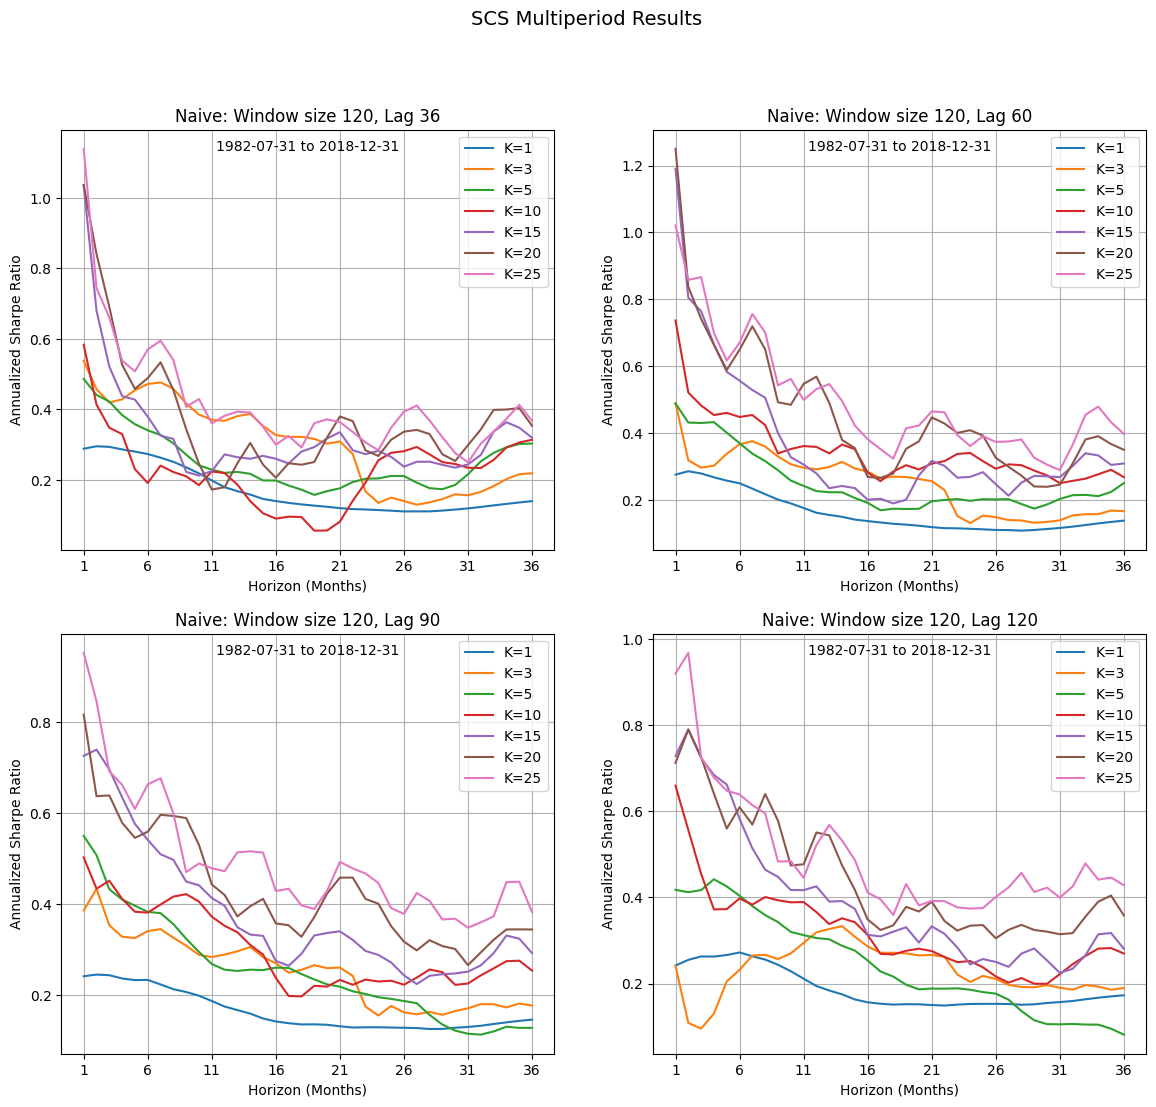 SCS Multiperiod Results
Naive: Window size 120, Lag 36
1982-07-31 to 2018-12-31
K=1
K=3
K=5
K=10
K=15
K=20
K=25
Annualized Sharpe Ratio
1.0
0.8
0.6
0.4
0.2
1 6 11 16 21 26 31 36
Horizon (Months)
Naive: Window size 120, Lag 60
1982-07-31 to 2018-12-31
K=1
K=3
K=5
K=10
K=15
K=20
K=25
Annualized Sharpe Ratio
1.2
1.0
0.8
0.6
0.4
0.2
1 6 11 16 21 26 31 36
Horizon (Months)
Naive: Window size 120, Lag 90
1982-07-31 to 2018-12-31
K=1
K=3
K=5
K=10
K=15
K=20
K=25
Annualized Sharpe Ratio
0.8
0.6
0.4
0.2
1 6 11 16 21 26 31 36
Horizon (Months)
Naive: Window size 120, Lag 120
1982-07-31 to 2018-12-31
K=1
K=3
K=5
K=10
K=15
K=20
K=25
Annualized Sharpe Ratio
1.0
0.8
0.6
0.4
0.2
1 6 11 16 21 26 31 36
Horizon (Months)